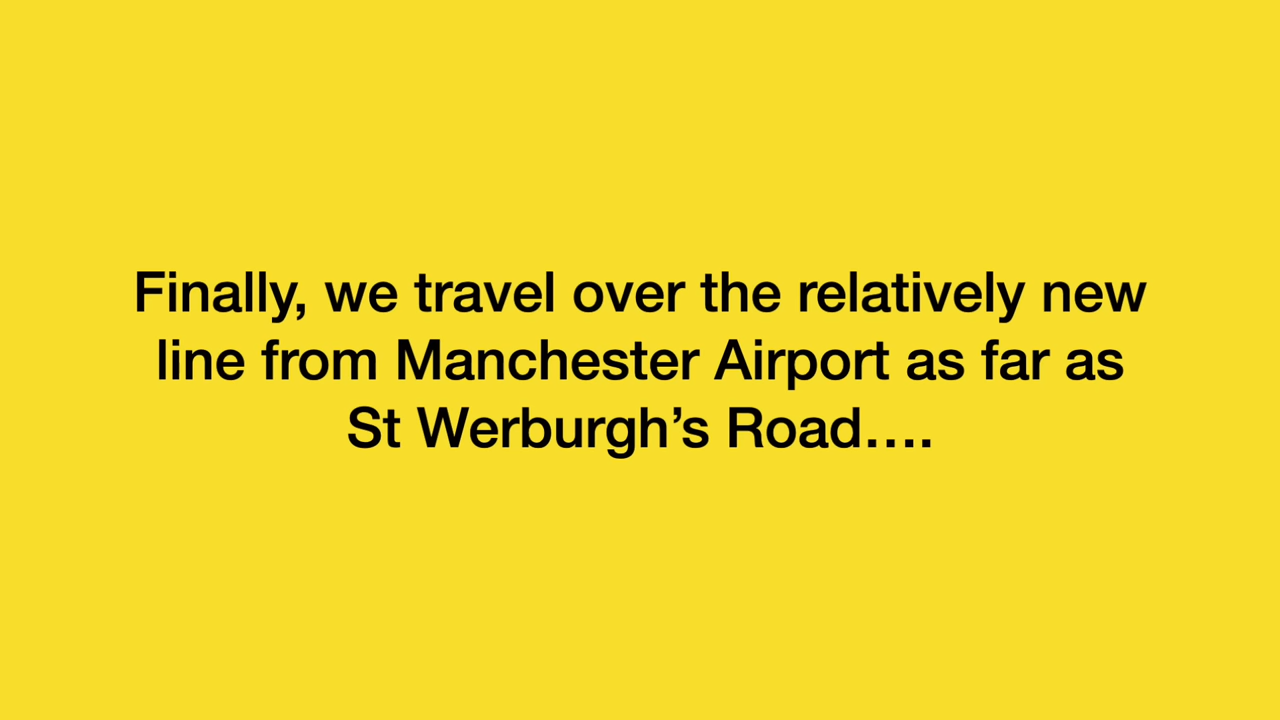 Finally, we travel over the relatively new
line from Manchester Airport as far as
St Werburgh’s Road….